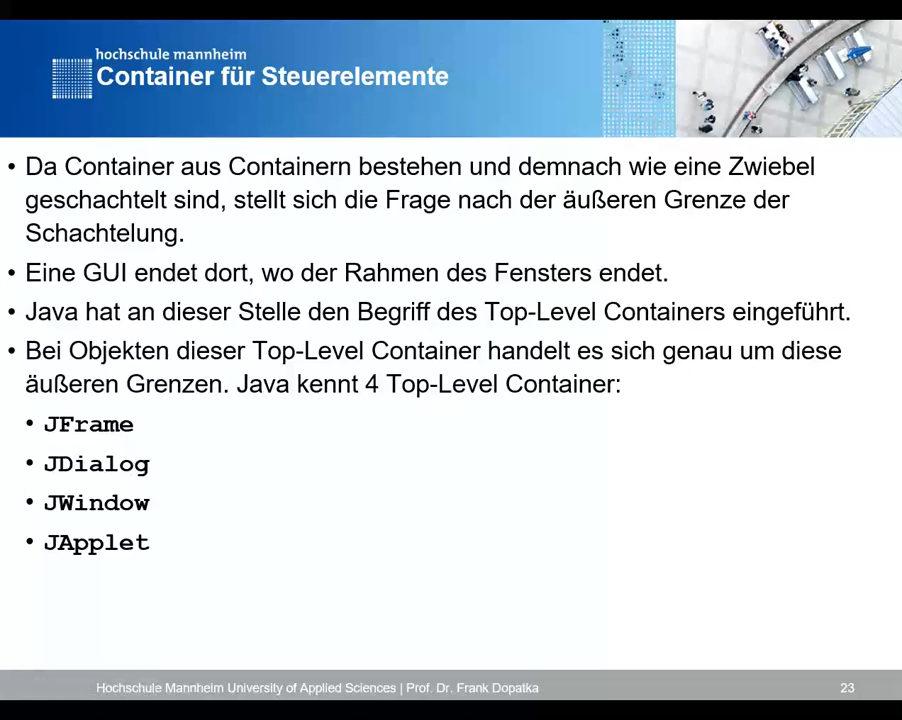 hochschule mannheim
Container für Steuerelemente
• Da Container aus Containern bestehen und demnach wie eine Zwiebel
geschachtelt sind, stellt sich die Frage nach der äußeren Grenze der
Schachtelung.
• Eine GUI endet dort, wo der Rahmen des Fensters endet.
• Java hat an dieser Stelle den Begriff des Top-Level Containers eingeführt.
• Bei Objekten dieser Top-Level Container handelt es sich genau um diese
äußeren Grenzen. Java kennt 4 Top-Level Container:
• JFrame
• JDialog
• JWindow
• JApplet
Hochschule Mannheim University of Applied Sciences | Prof. Dr. Frank Dopatka 23